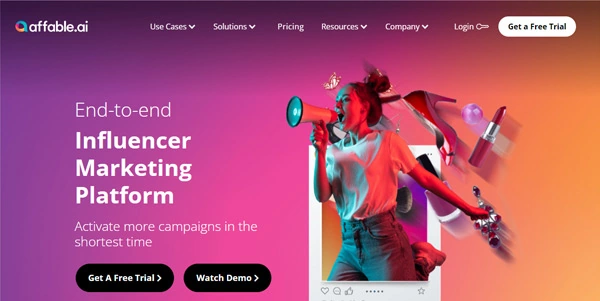 affable.ai
Use Cases
Solutions
Pricing
Resources
Company
Login
Get a Free Trial
End-to-end
Influencer
Marketing
Platform
Activate more campaigns in the
shortest time
Get A Free Trial
Watch Demo